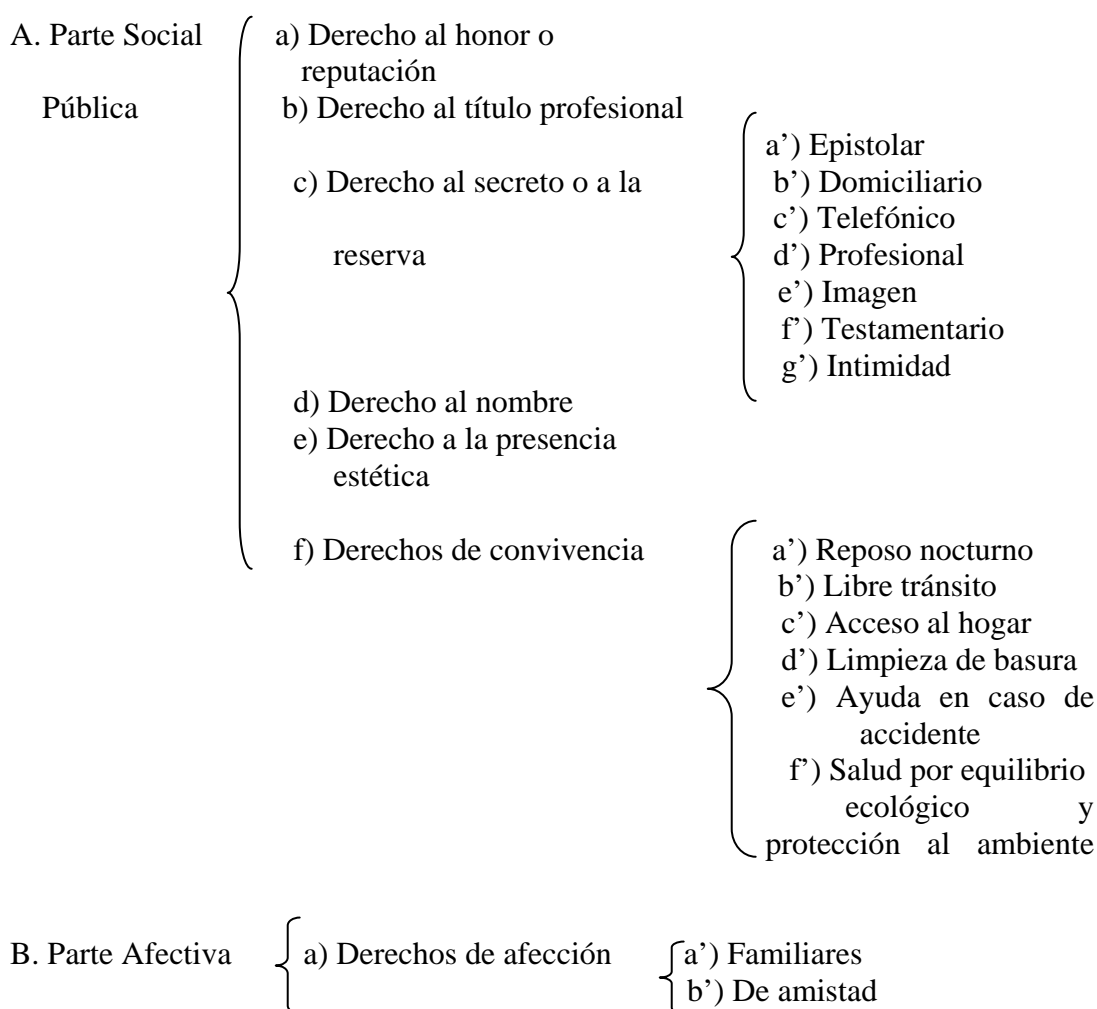 A. Parte Social
Pública
a) Derecho al honor o
reputación
b) Derecho al título profesional
c) Derecho al secreto o a la
reserva
a’) Epistolar
b’) Domiciliario
c’) Telefónico
d’) Profesional
e’) Imagen
f’) Testamentario
g’) Intimidad
d) Derecho al nombre
e) Derecho a la presencia
estética
f) Derechos de convivencia
a’) Reposo nocturno
b’) Libre tránsito
c’) Acceso al hogar
d’) Limpieza de basura
e’) Ayuda en caso de
accidente
f’) Salud por equilibrio
ecológico y
protección al ambiente
B. Parte Afectiva
a) Derechos de afección
a’) Familiares
b’) De amistad